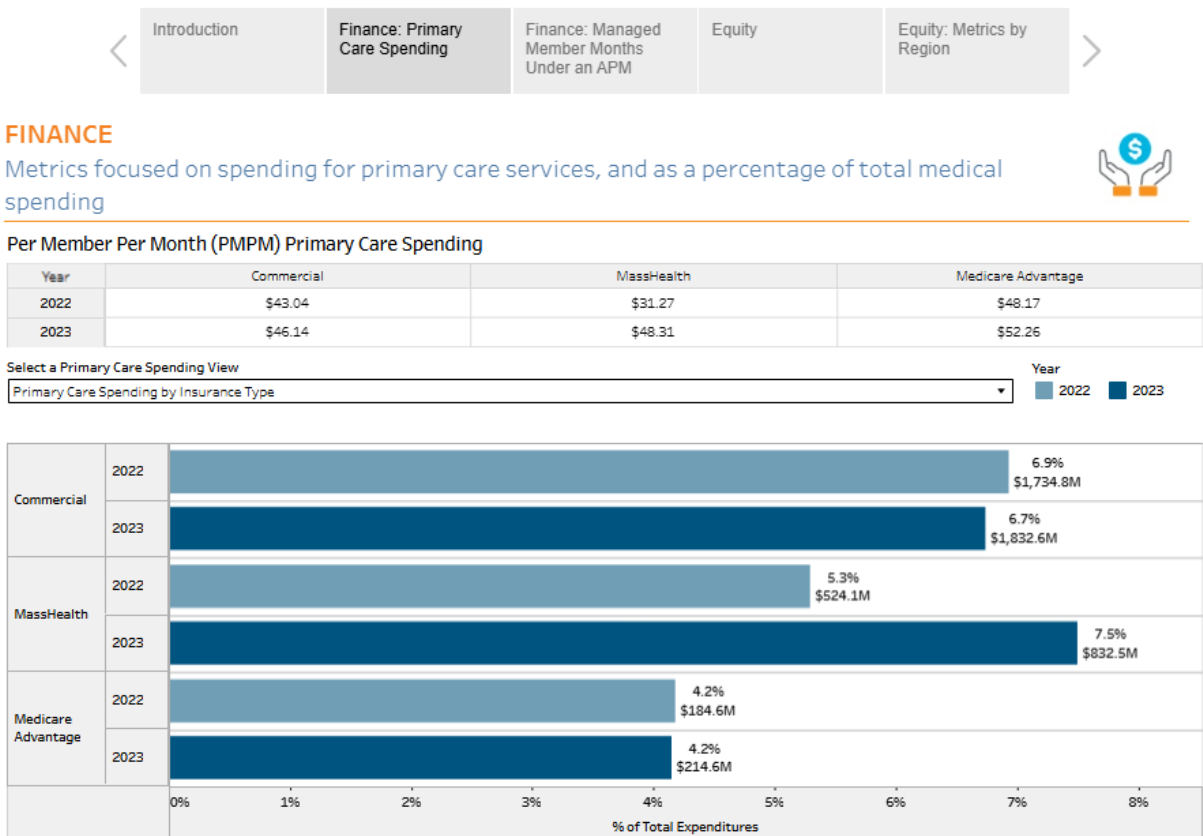 Introduction
Finance: Primary
Care Spending
Finance: Managed
Member Months
Under an APM
Equity
Equity: Metrics by
Region
FINANCE
$
Metrics focused on spending for primary care services, and as a percentage of total medical
spending
Per Member Per Month (PMPM) Primary Care Spending
Year Commercial MassHealth Medicare Advantage
2022 $43.04 $31.27 $48.17
2023 $46.14 $48.31 $52.26
Select a Primary Care Spending View
Primary Care Spending by Insurance Type
Year
2022 2023
Commercial
2022
6.9%
$1,734.8M
2023
6.7%
$1,832.6M
MassHealth
2022
5.3%
$524.1M
2023
7.5%
$832.5M
Medicare
Advantage
2022
4.2%
$184.6M
2023
4.2%
$214.6M
0% 1% 2% 3% 4% 5% 6% 7% 8%
% of Total Expenditures